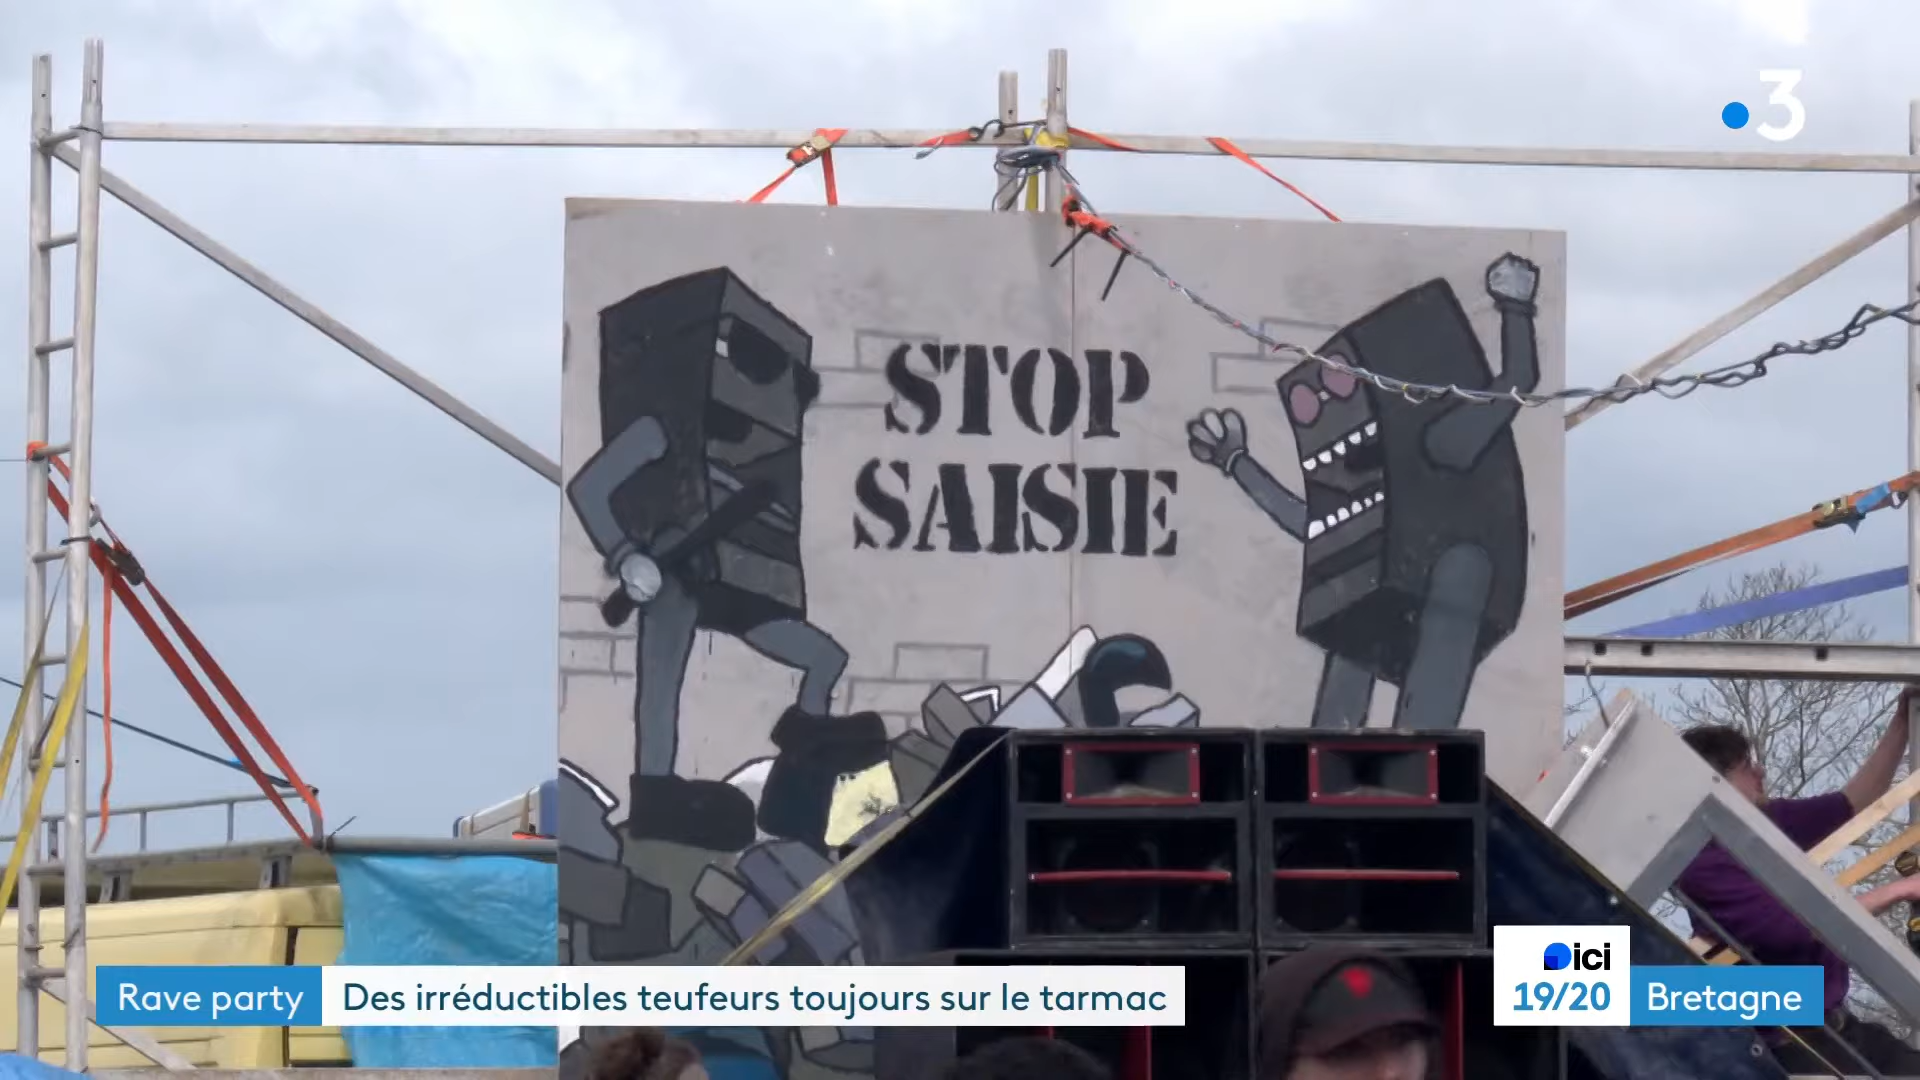 3
STOP
SAISIE
Rave party
Des irréductibles teufeurs toujours sur le tarmac
ici
19/20
Bretagne